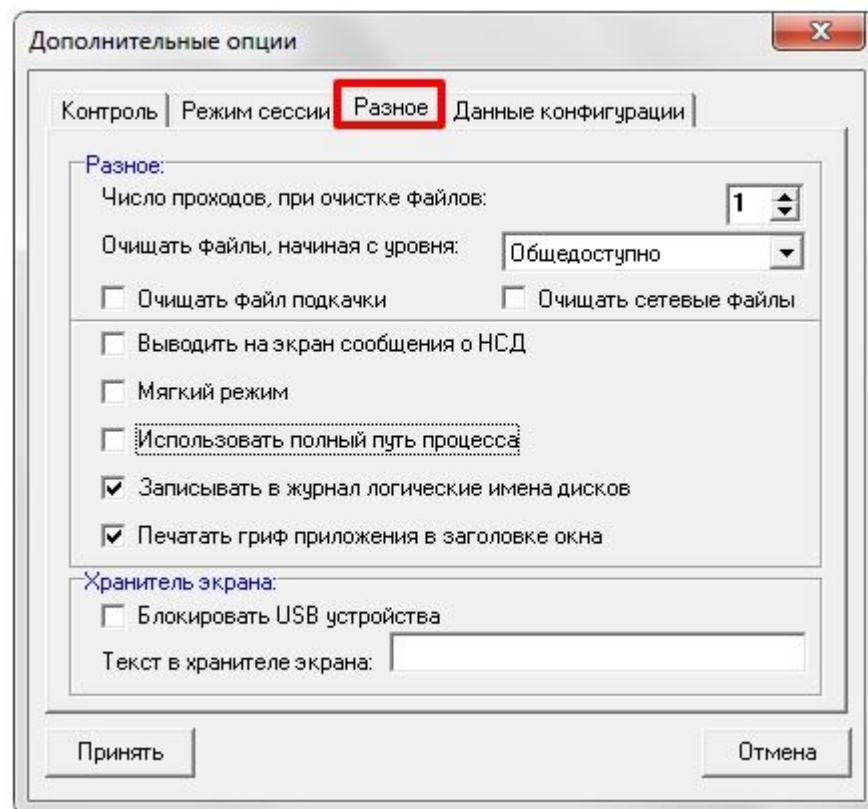 Дополнительные опции
Контроль Режим сессии Разное Данные конфигурации
Разное:
Число проходов, при очистке файлов: 1
Очищать файлы, начиная с уровня: Общедоступно
Очищать файл подкачки Очищать сетевые файлы
Выводить на экран сообщения о НСД
Мягкий режим
Использовать полный путь процесса
Записывать в журнал логические имена дисков
Печатать гриф приложения в заголовке окна
Хранитель экрана:
Блокировать USB устройства
Текст в хранителе экрана:
Принять Отмена